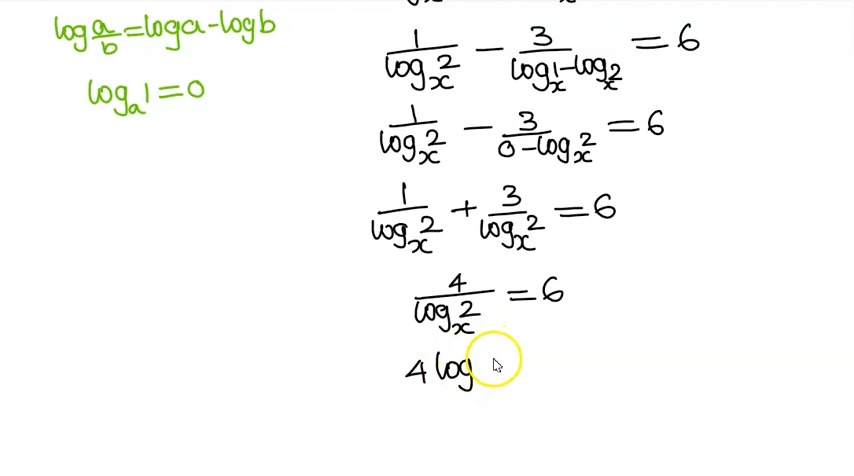 log a/b = log a - log b
log_a 1 = 0
1/(log_x 2) - 3/(log_x 1 - log_x 2) = 6
1/(log_x 2) - 3/(0 - log_x 2) = 6
1/(log_x 2) + 3/(log_x 2) = 6
4/(log_x 2) = 6
4 log